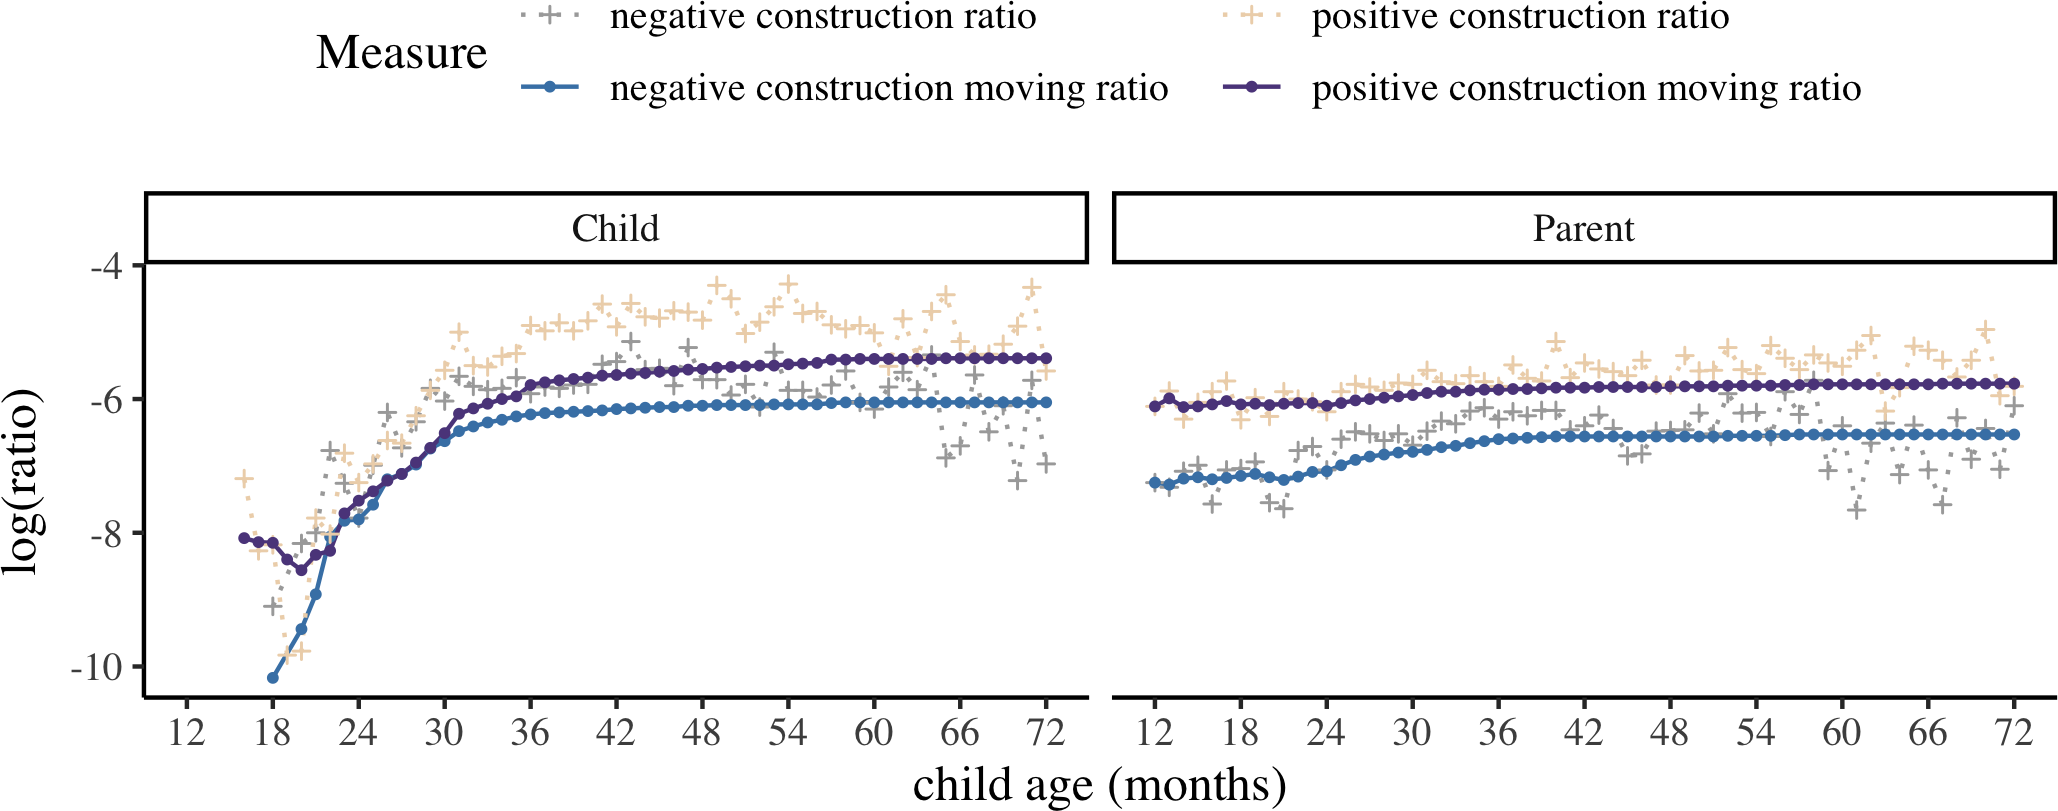 Measure
negative construction ratio
positive construction ratio
negative construction moving ratio
positive construction moving ratio
Child
Parent
log(ratio)
-4
-6
-8
-10
12 18 24 30 36 42 48 54 60 66 72
12 18 24 30 36 42 48 54 60 66 72
child age (months)